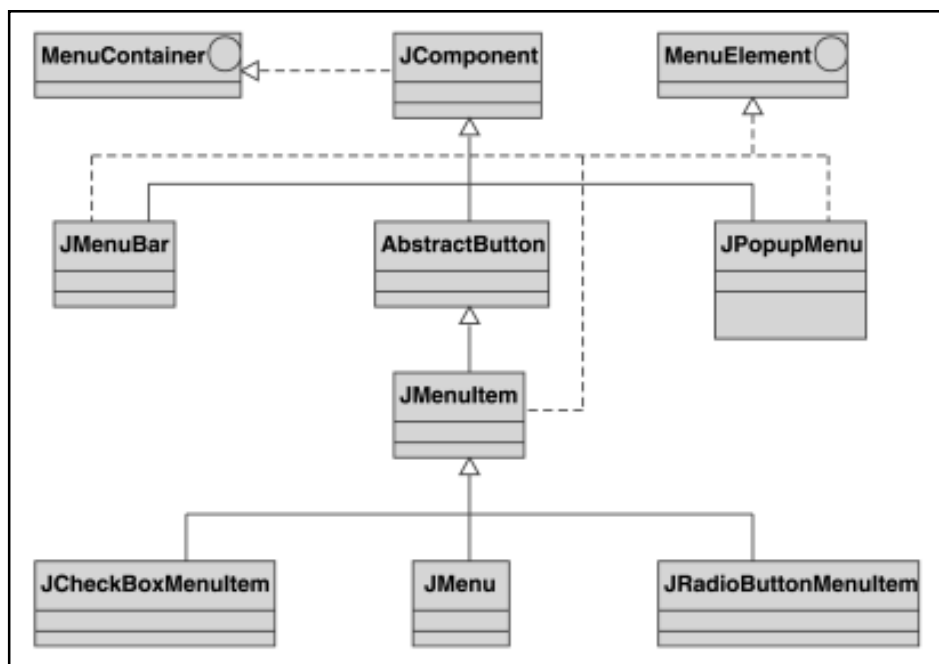 MenuContainer
JComponent
MenuElement
JMenuBar
AbstractButton
JPopupMenu
JMenuItem
JCheckBoxMenuItem
JMenu
JRadioButtonMenuItem